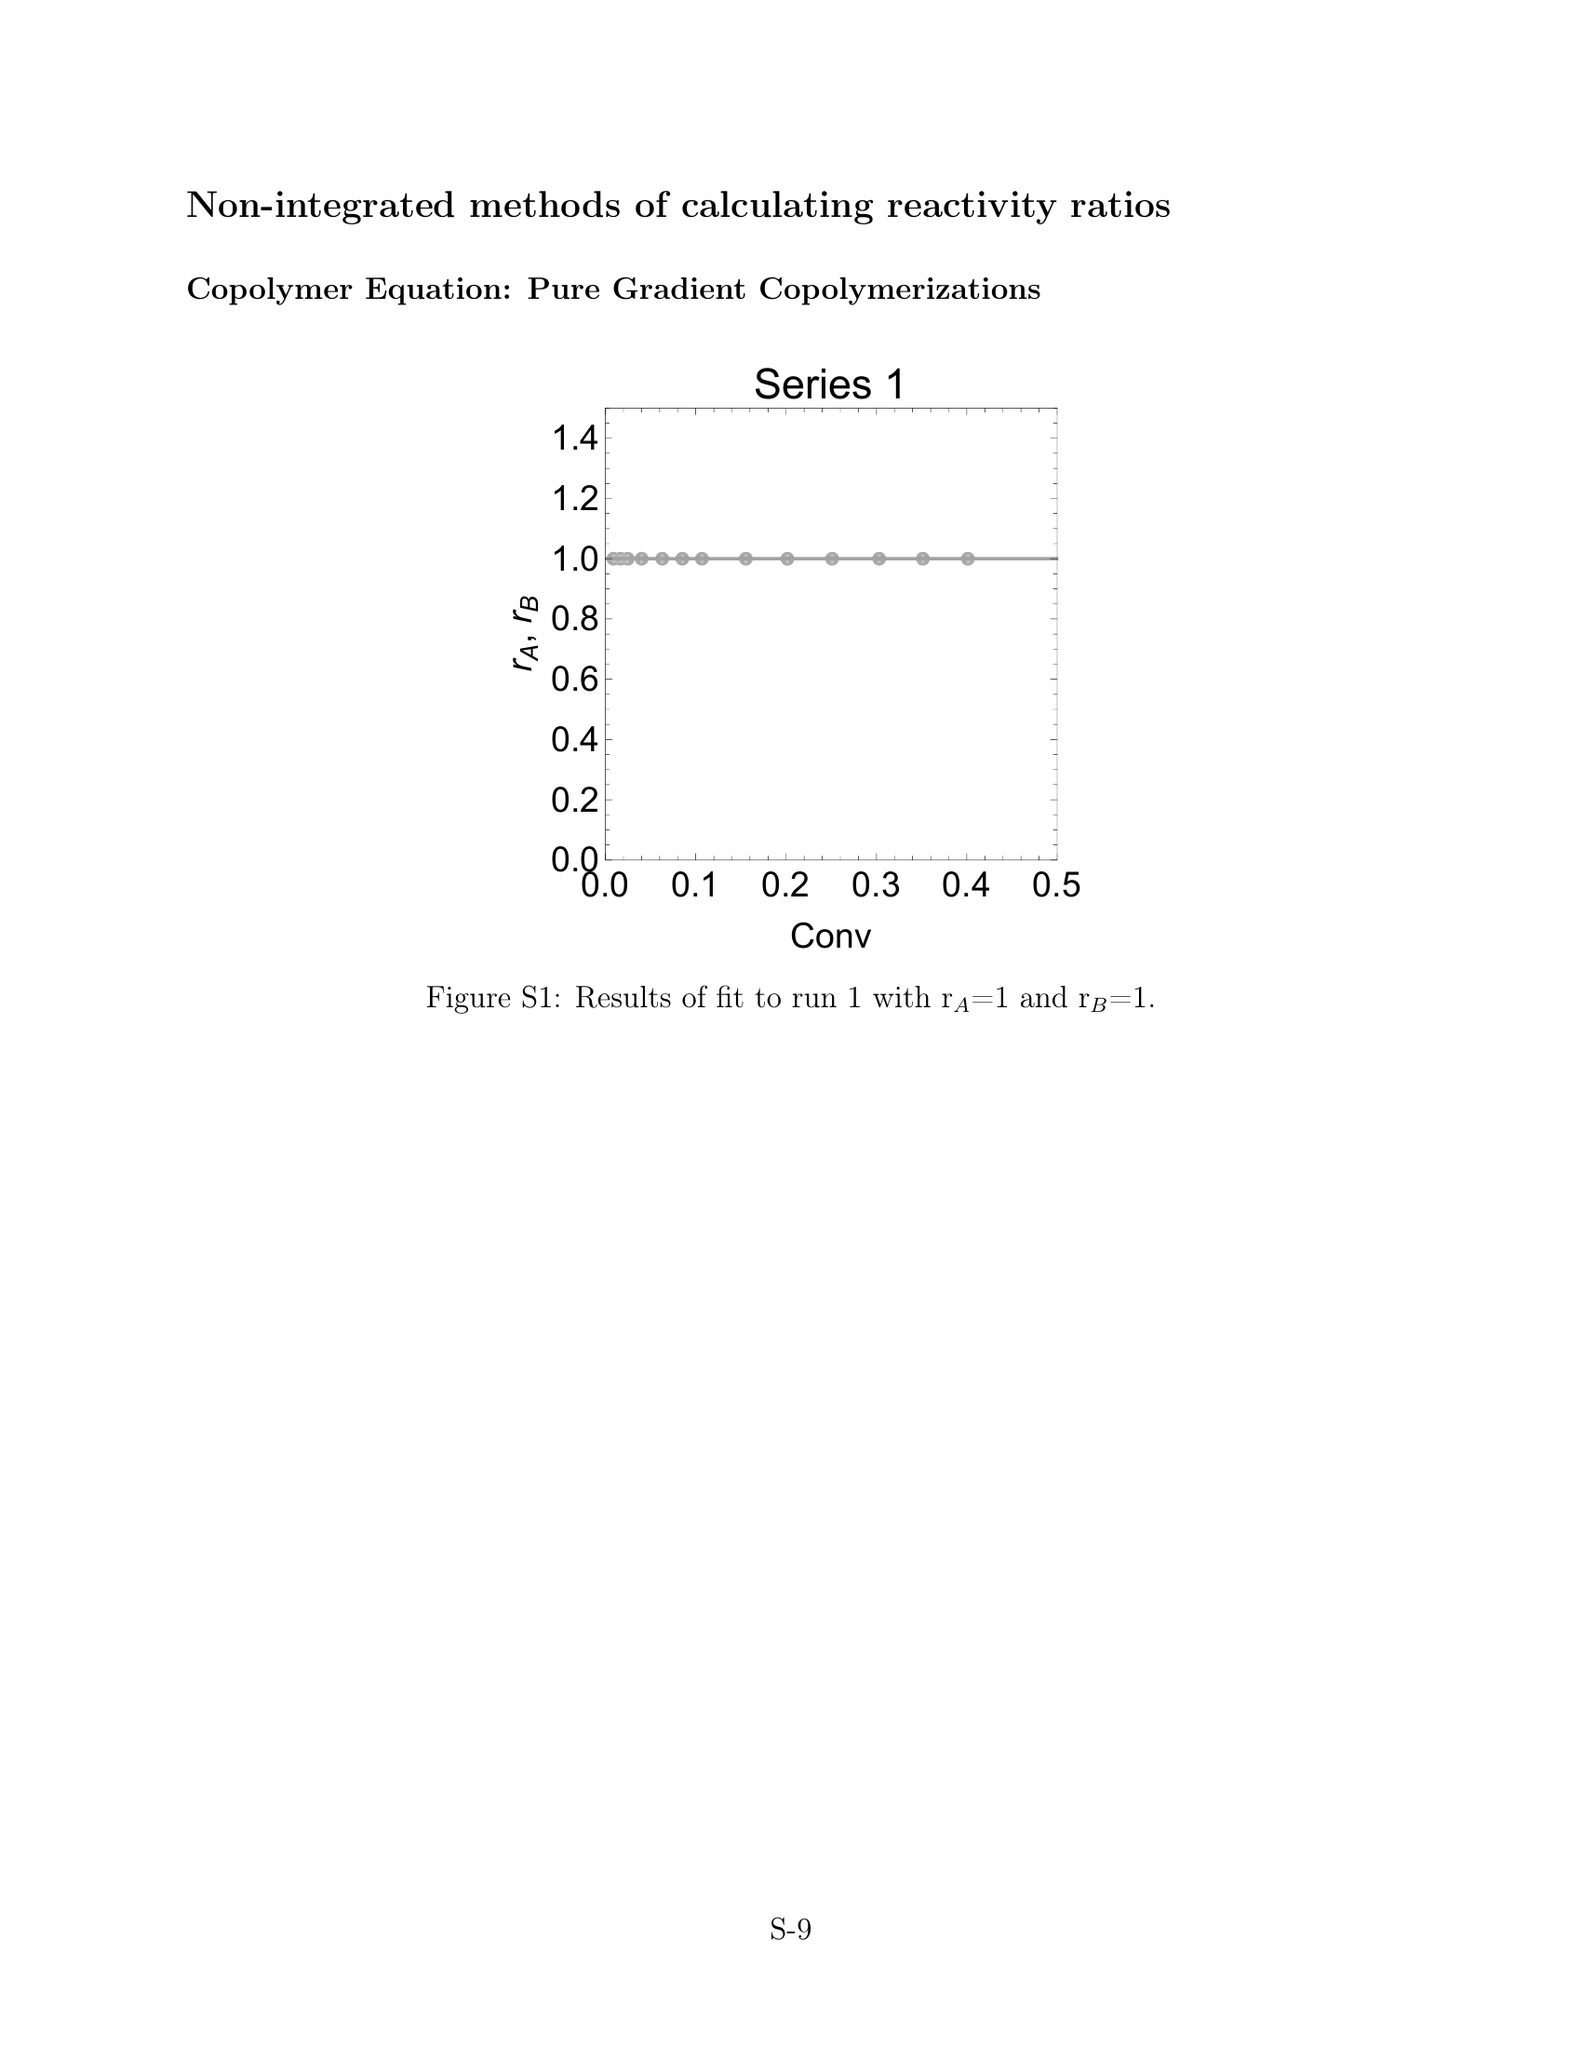 Non-integrated methods of calculating reactivity ratios
Copolymer Equation: Pure Gradient Copolymerizations
Series 1
1.4
1.2
1.0
0.8
0.6
0.4
0.2
0.0
r_A, r_B
0.0 0.1 0.2 0.3 0.4 0.5
Conv
Figure S1: Results of fit to run 1 with r_A=1 and r_B=1.
S-9